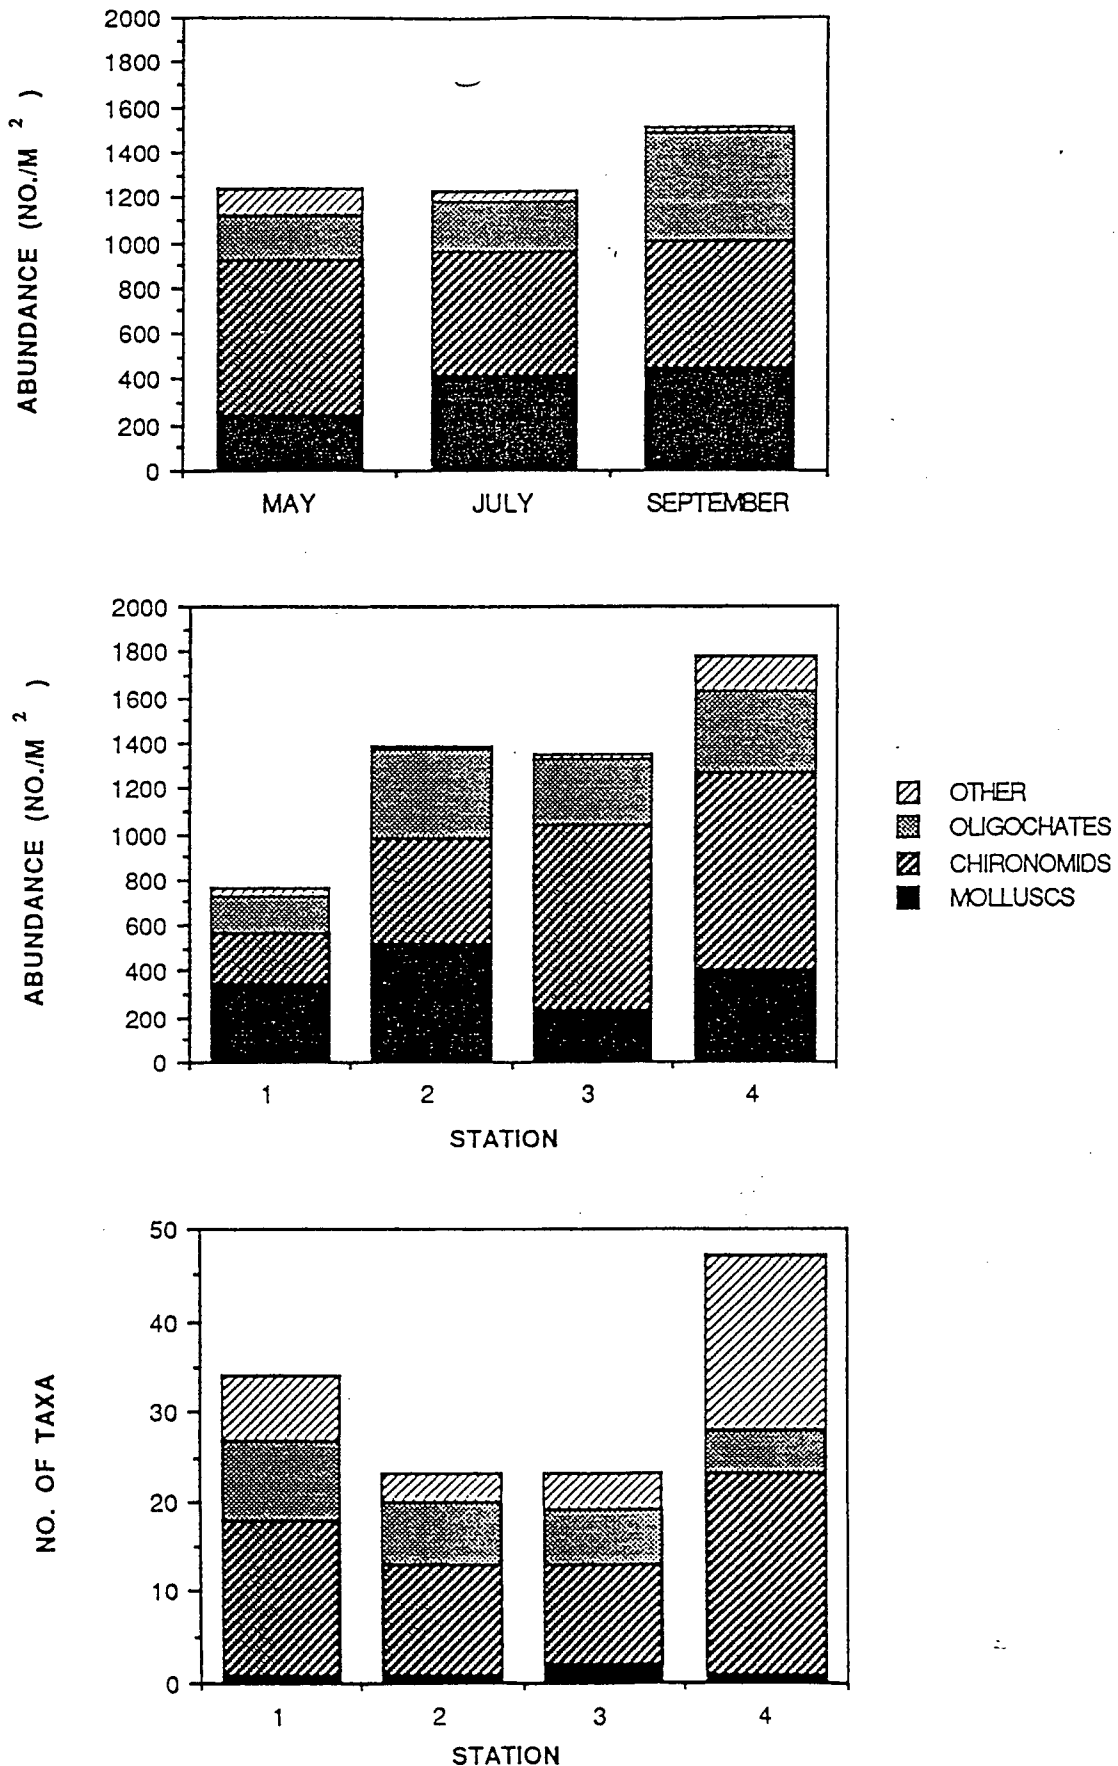 2000
1800
1600
1400
1200
1000
800
600
400
200
0
ABUNDANCE (NO./M 2 )
MAY JULY SEPTEMBER
2000
1800
1600
1400
1200
1000
800
600
400
200
0
ABUNDANCE (NO./M 2 )
1 2 3 4
STATION
OTHER
OLIGOCHATES
CHIRONOMIDS
MOLLUSCS
50
40
30
20
10
0
NO. OF TAXA
1 2 3 4
STATION